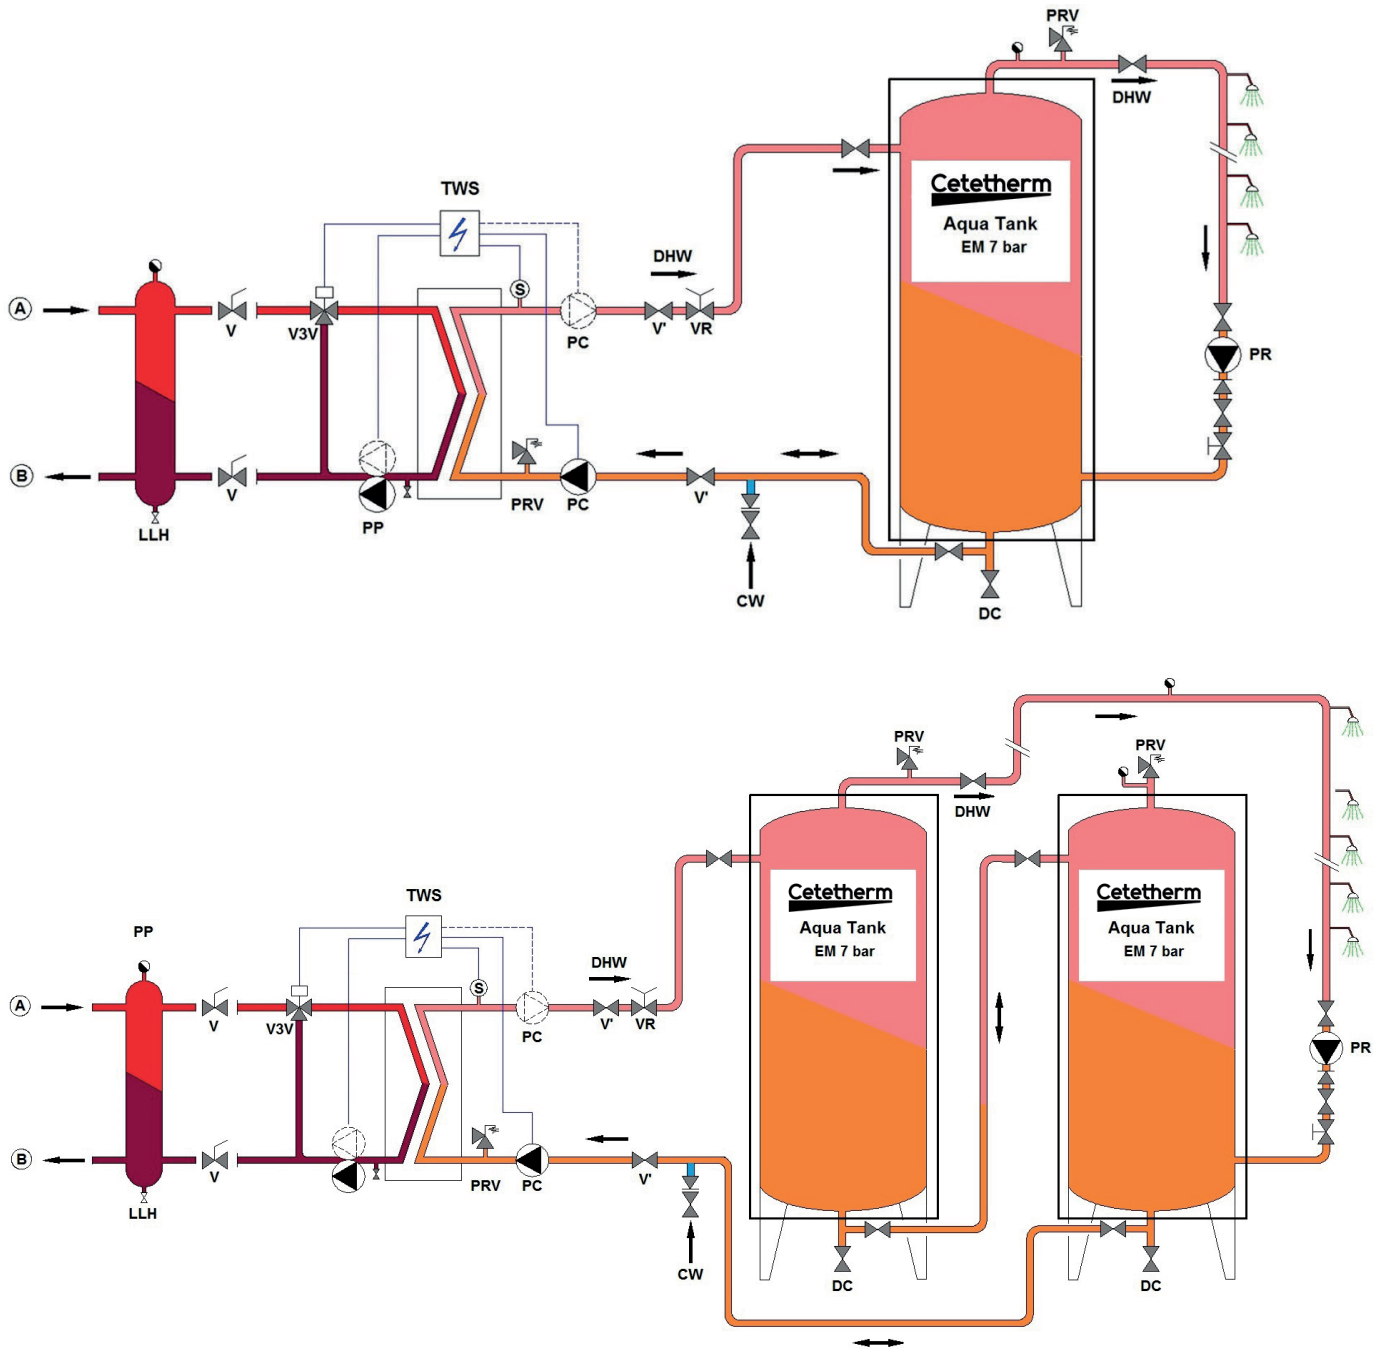 PRV
DHW
Cetetherm
Aqua Tank
EM 7 bar
TWS
DHW
S
A
V
V3V
PC
V'
VR
PR
B
V
PP
PRV
PC
V'
LLH
CW
DC
PRV
PRV
DHW
Cetetherm
Aqua Tank
EM 7 bar
Cetetherm
Aqua Tank
EM 7 bar
TWS
PP
DHW
S
A
V
V3V
PC
V'
VR
PR
B
V
PRV
PC
V'
LLH
CW
DC
DC